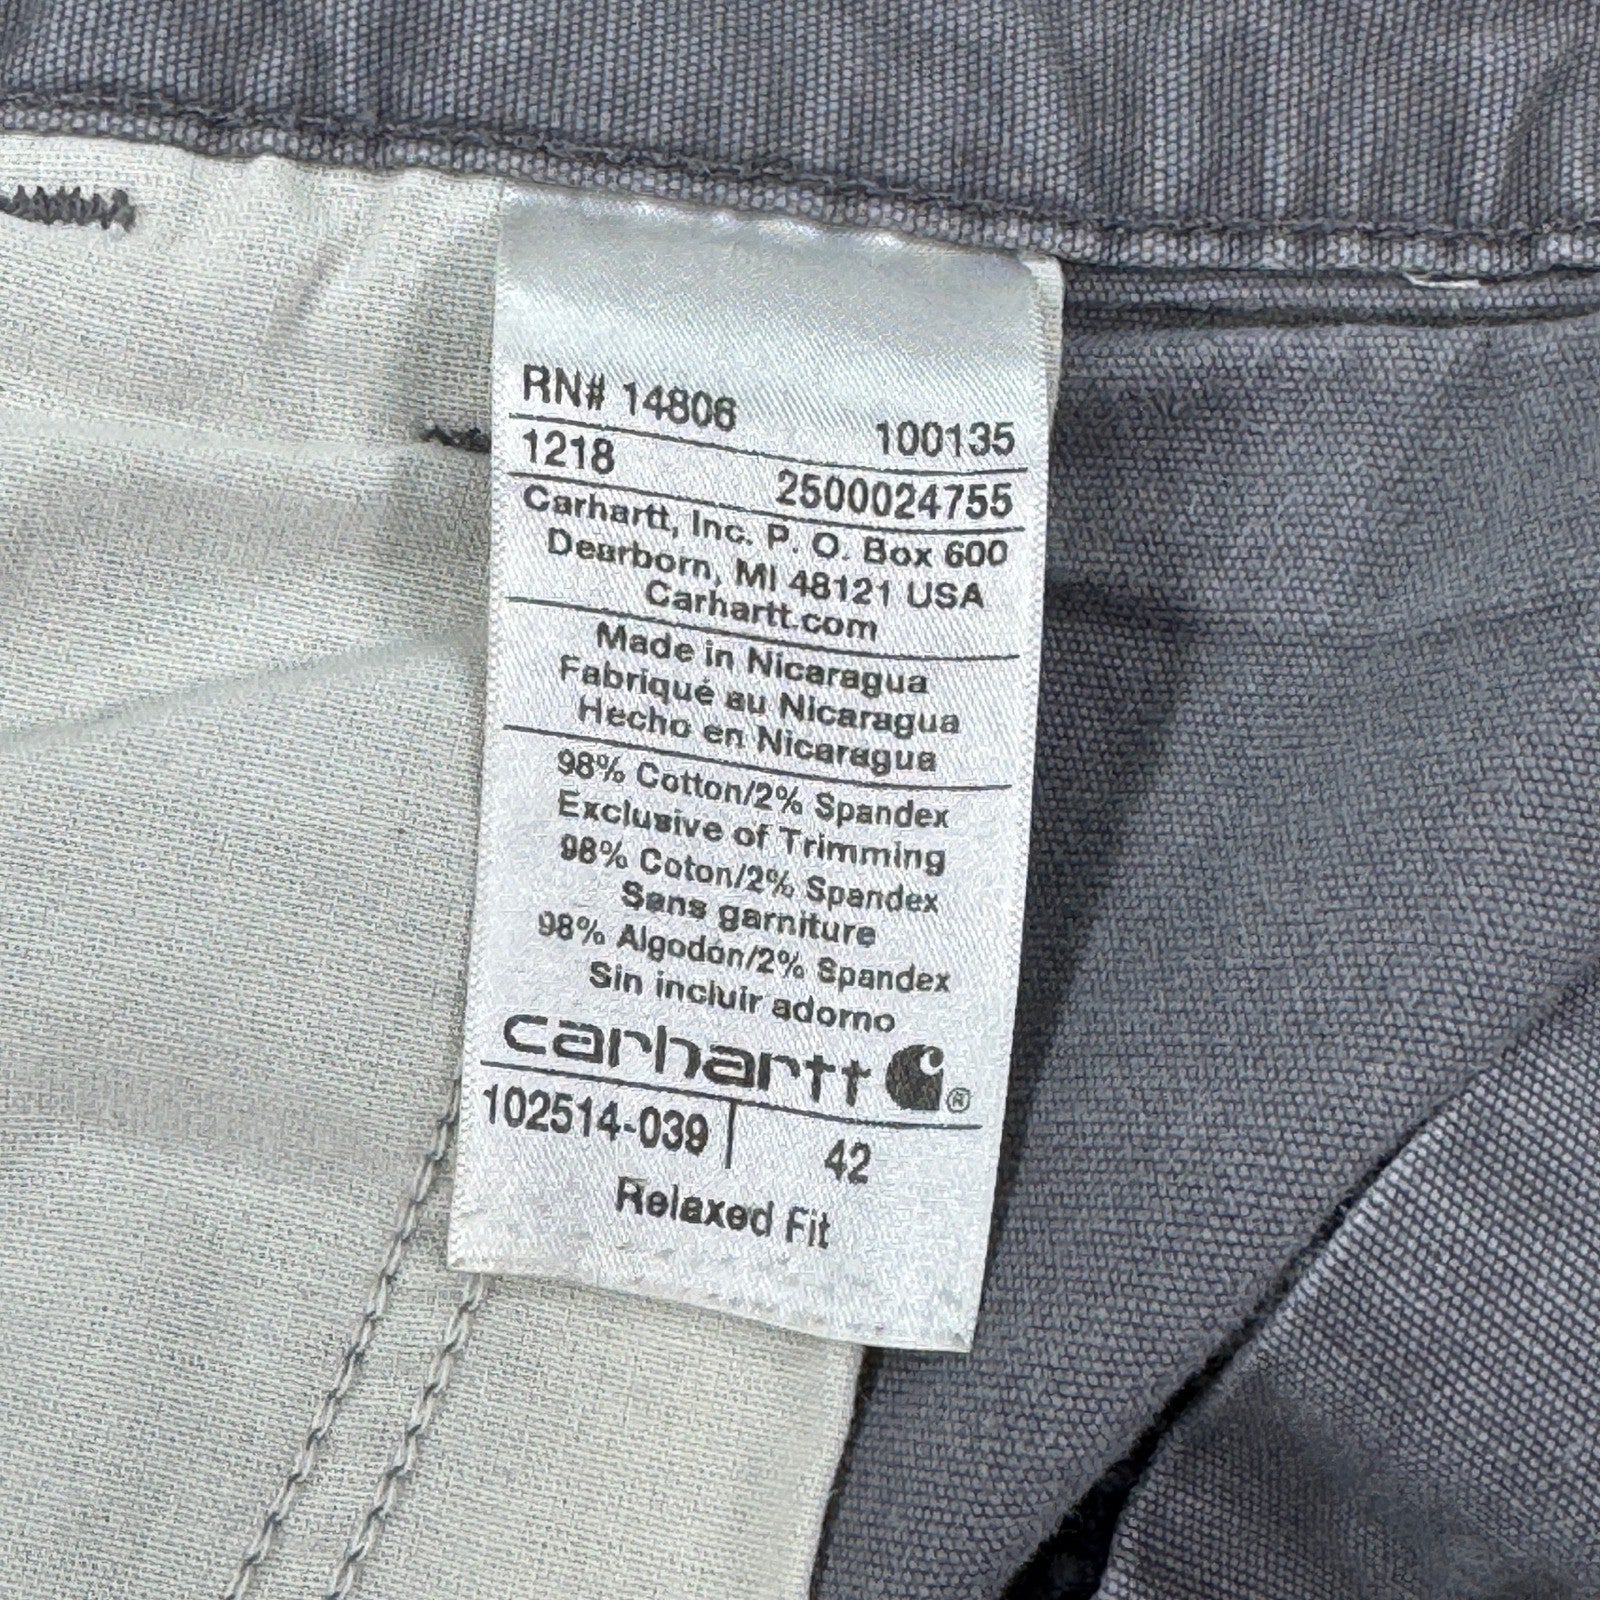 RN# 14806 100135
1218 2500024755
Carhartt, Inc. P. O. Box 600
Dearborn, MI 48121 USA
Carhartt.com
Made in Nicaragua
Fabriqué au Nicaragua
Hecho en Nicaragua
98% Cotton/2% Spandex
Exclusive of Trimming
98% Coton/2% Spandex
Sans garniture
98% Algodón/2% Spandex
Sin incluir adorno
carhartt ®
102514-039 | 42
Relaxed Fit